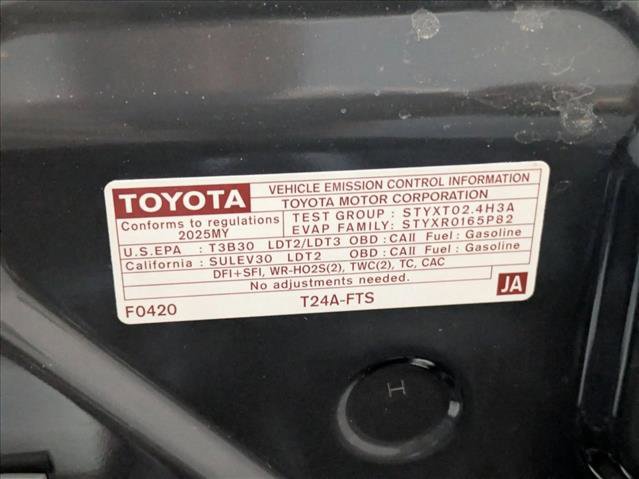 TOYOTA VEHICLE EMISSION CONTROL INFORMATION
TOYOTA MOTOR CORPORATION
Conforms to regulations
2025MY
TEST GROUP : STYXT02.4H3A
EVAP FAMILY: STYXR0165P82
U.S.EPA : T3B30 LDT2/LDT3 OBD : CAII Fuel : Gasoline
California : SULEV30 LDT2 OBD : CAII Fuel : Gasoline
DFI+SFI, WR-HO2S(2), TWC(2), TC, CAC
No adjustments needed.
F0420 T24A-FTS JA
H